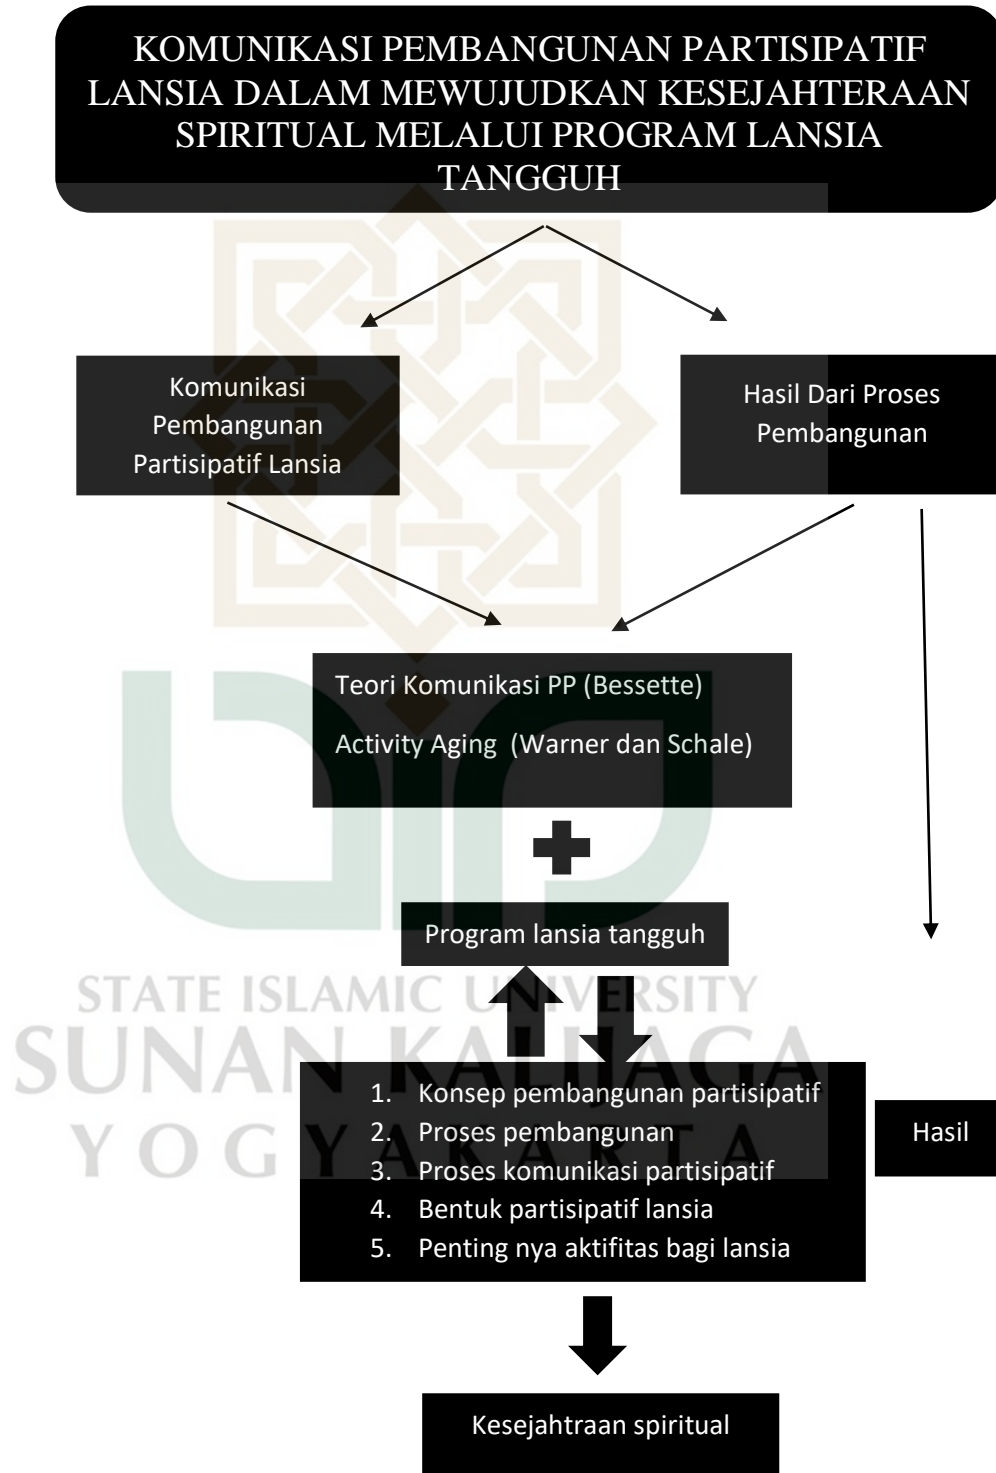 KOMUNIKASI PEMBANGUNAN PARTISIPATIF
LANSIA DALAM MEWUJUDKAN KESEJAHTERAAN
SPIRITUAL MELALUI PROGRAM LANSIA
TANGGUH
Komunikasi
Pembangunan
Partisipatif Lansia
Hasil Dari Proses
Pembangunan
Teori Komunikasi PP (Bessette)
Activity Aging (Warner dan Schale)
Program lansia tangguh
STATE ISLAMIC UNIVERSITY
SUNAN KALIJAGA
YOGYAKARTA
1. Konsep pembangunan partisipatif
2. Proses pembangunan
3. Proses komunikasi partisipatif
4. Bentuk partisipatif lansia
5. Penting nya aktifitas bagi lansia
Hasil
Kesejahtraan spiritual